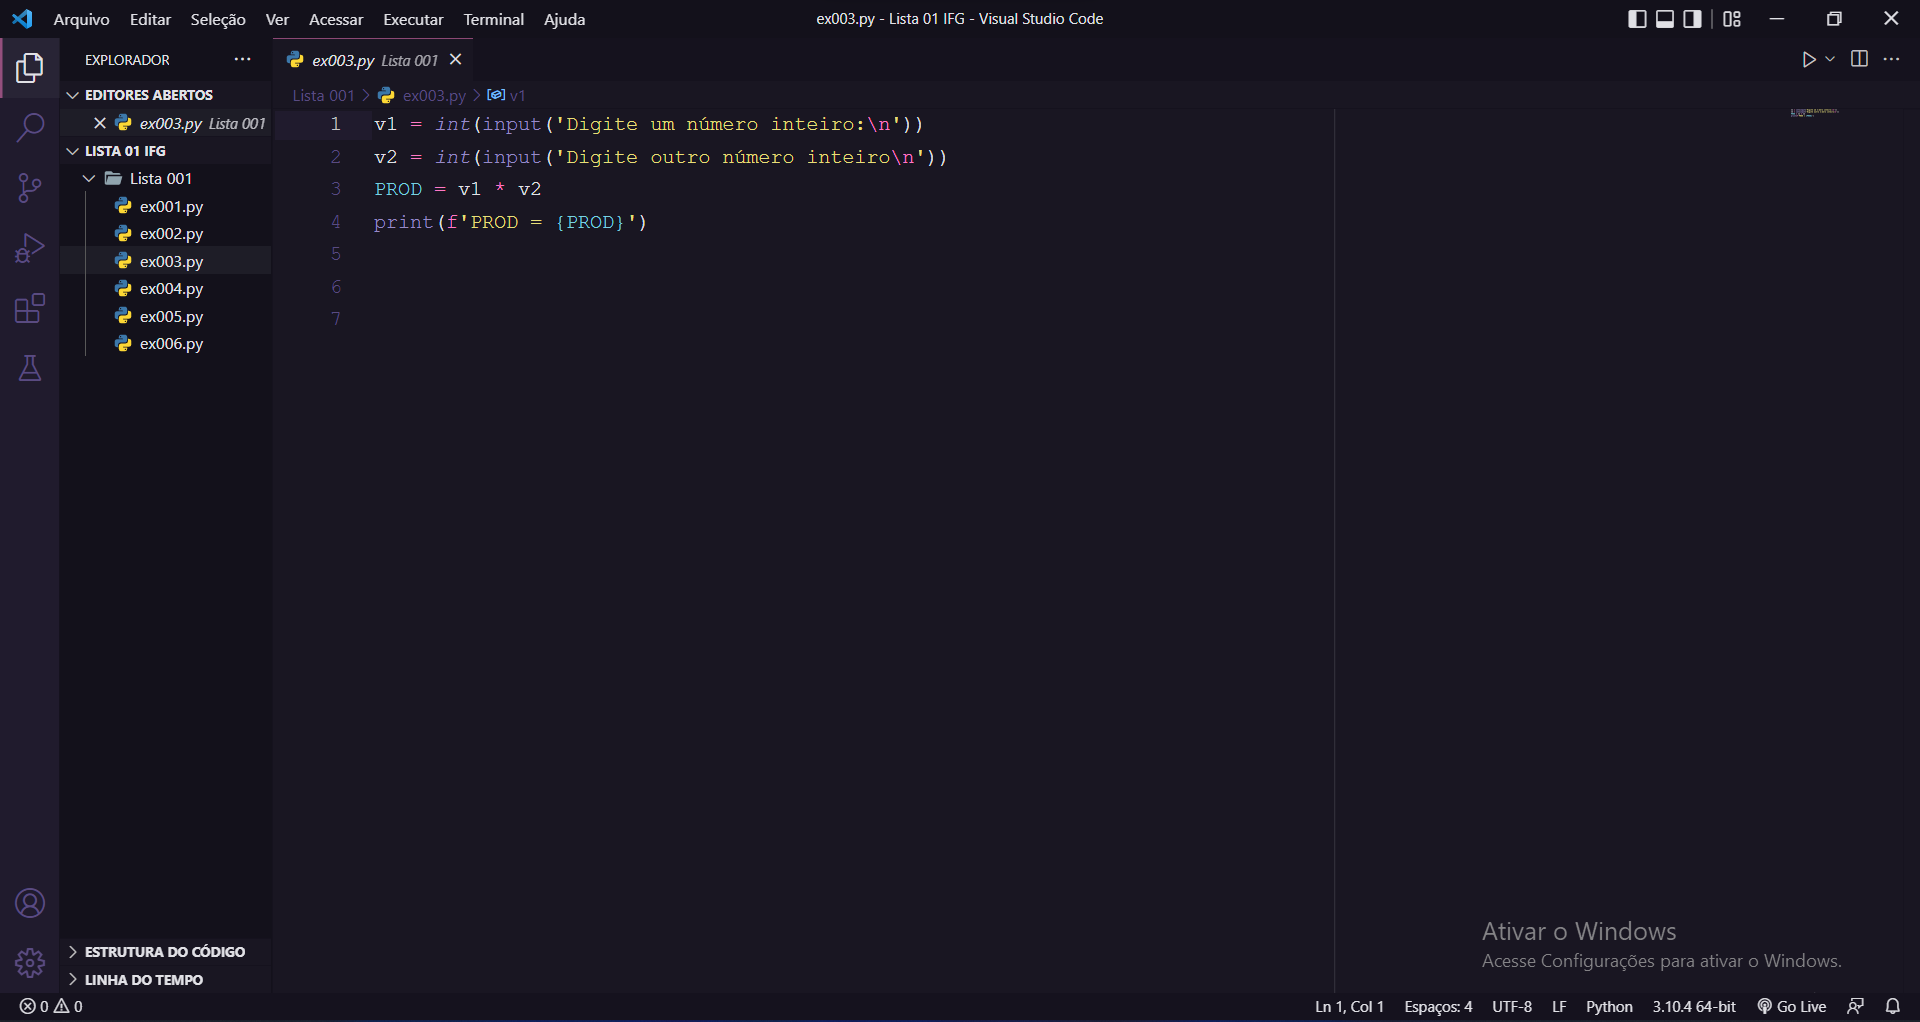 Arquivo Editar Seleção Ver Acessar Executar Terminal Ajuda
ex003.py - Lista 01 IFG - Visual Studio Code
EXPLORADOR
EDITORES ABERTOS
ex003.py Lista 001
LISTA 01 IFG
Lista 001
ex001.py
ex002.py
ex003.py
ex004.py
ex005.py
ex006.py
ESTRUTURA DO CÓDIGO
LINHA DO TEMPO
ex003.py Lista 001
Lista 001 > ex003.py > v1
1 v1 = int(input('Digite um número inteiro:\n'))
2 v2 = int(input('Digite outro número inteiro\n'))
3 PROD = v1 * v2
4 print(f'PROD = {PROD}')
5
6
7
Ativar o Windows
Acesse Configurações para ativar o Windows.
0 0
Ln 1, Col 1 Espaços: 4 UTF-8 LF Python 3.10.4 64-bit Go Live